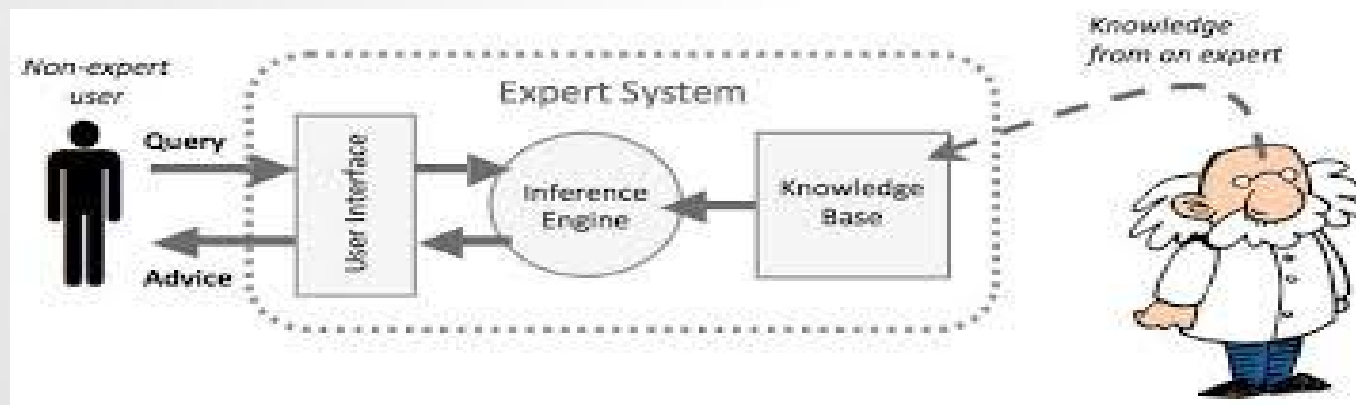 Knowledge
from an expert
Non-expert
user
Expert System
Query
User Interface
Inference
Engine
Knowledge
Base
Advice